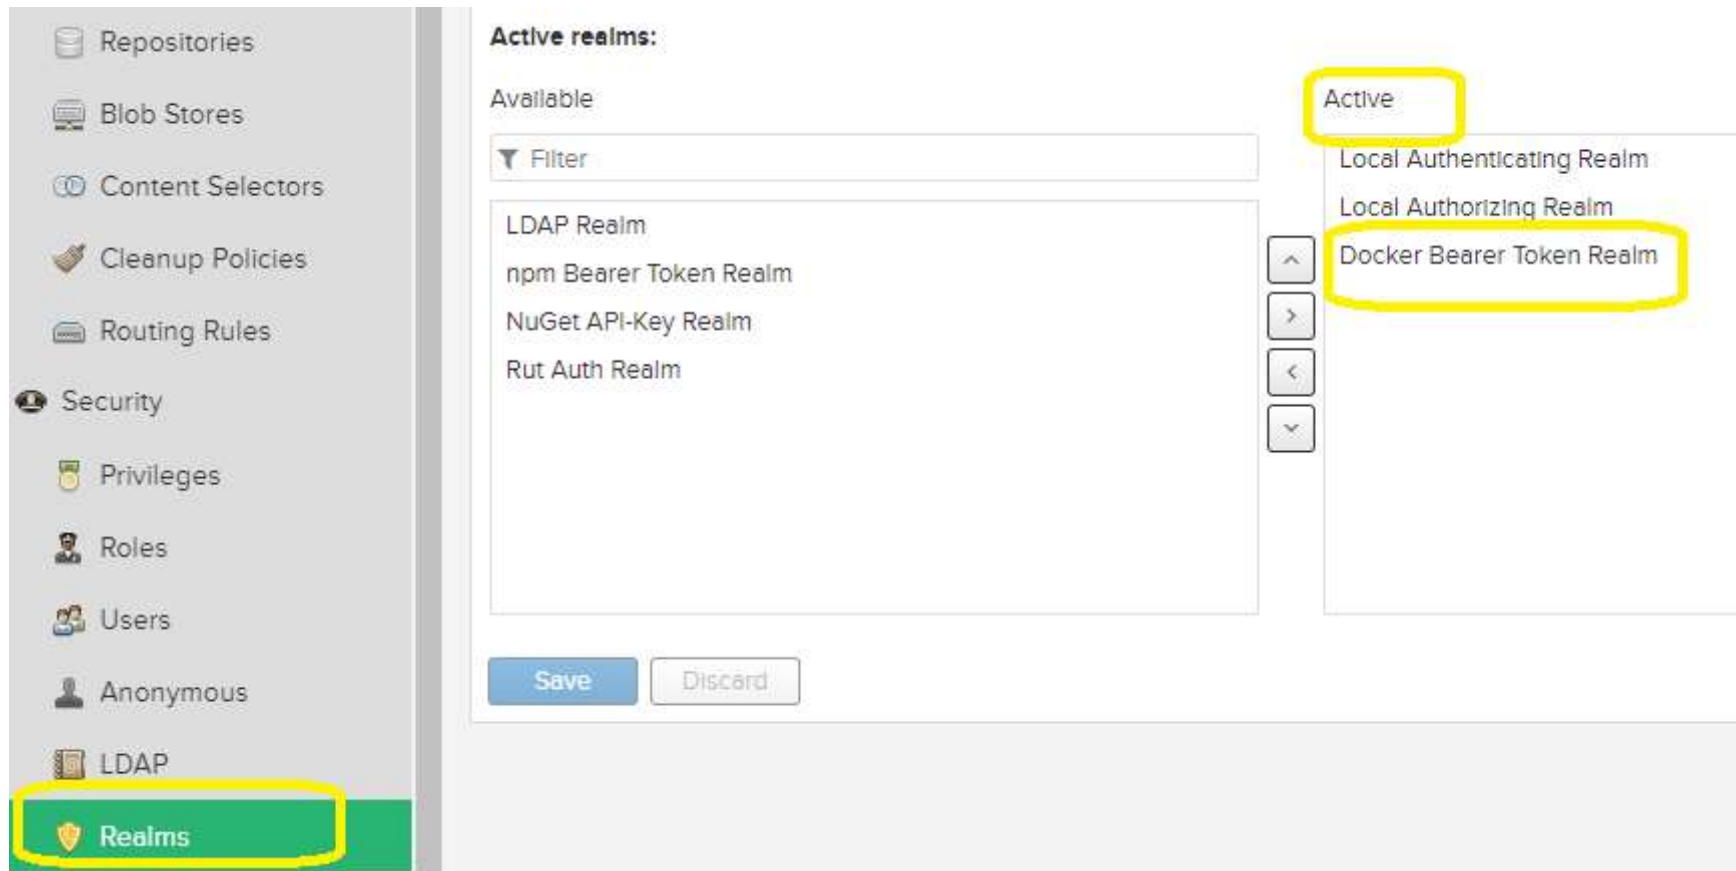 Repositories
Blob Stores
Content Selectors
Cleanup Policies
Routing Rules
Security
Privileges
Roles
Users
Anonymous
LDAP
Realms
Active realms:
Available
Filter
LDAP Realm
npm Bearer Token Realm
NuGet API-Key Realm
Rut Auth Realm
Active
Local Authenticating Realm
Local Authorizing Realm
Docker Bearer Token Realm
Save
Discard